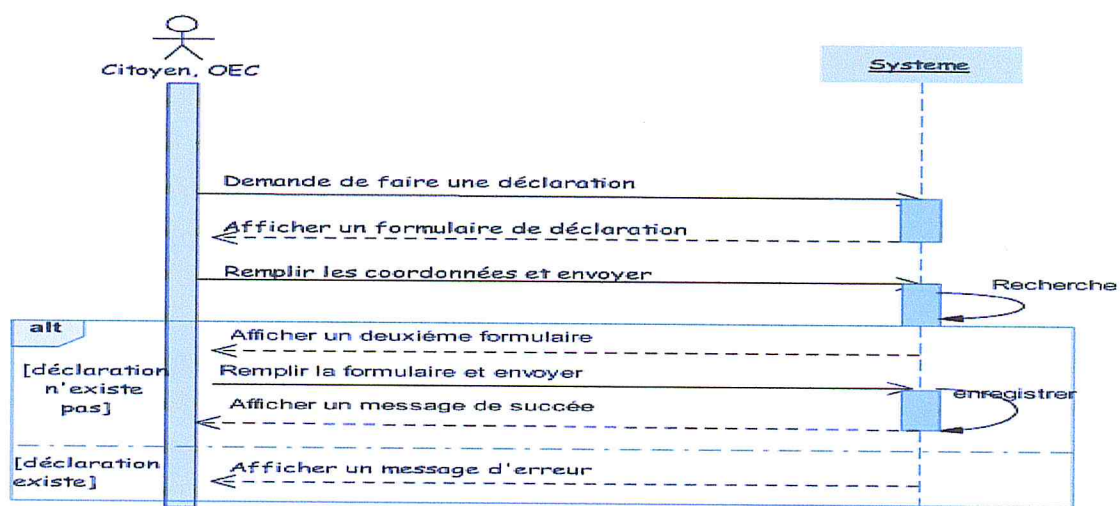 Citoyen, OEC
Systeme
Demande de faire une déclaration
Afficher un formulaire de déclaration
Remplir les coordonnées et envoyer
Recherche
alt
Afficher un deuxiéme formulaire
[déclaration
n'existe
pas]
Remplir la formulaire et envoyer
enregistrer
Afficher un message de succée
[déclaration
existe]
Afficher un message d'erreur